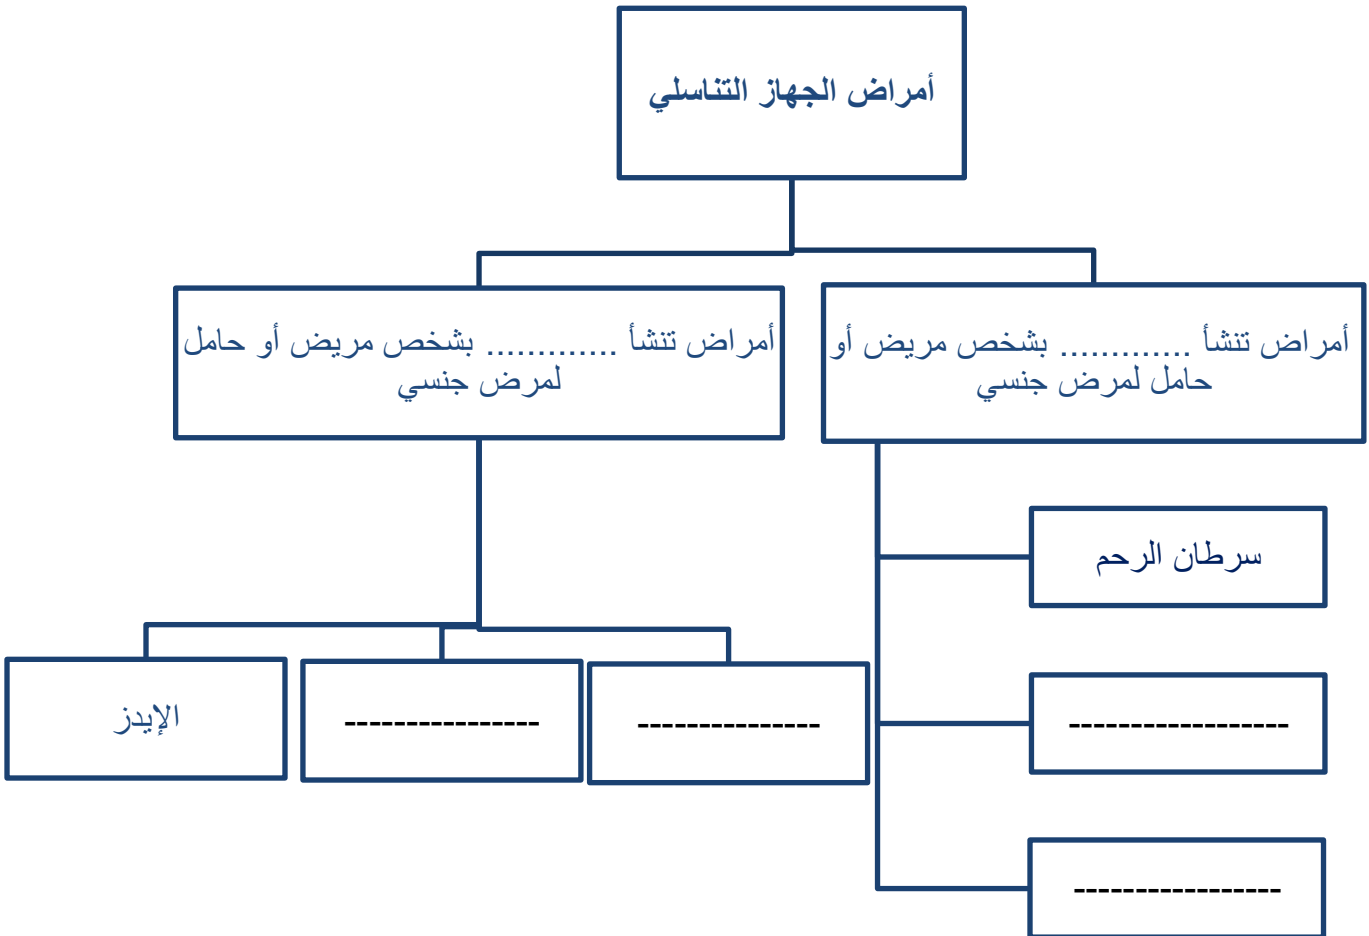 أمراض الجهاز التناسلي
أمراض تنشأ ............. بشخص مريض أو
حامل لمرض جنسي
أمراض تنشأ ............. بشخص مريض أو حامل
لمرض جنسي
سرطان الرحم
------------------
-----------------
---------------
----------------
الإيدز